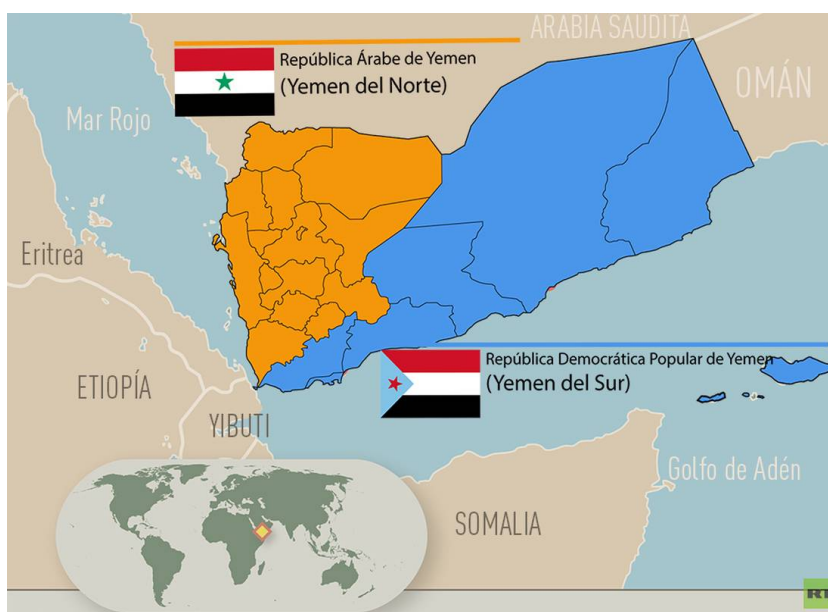 ARABIA SAUDITA
República Árabe de Yemen
(Yemen del Norte)
OMÁN
Mar Rojo
Eritrea
República Democrática Popular de Yemen
(Yemen del Sur)
ETIOPÍA
YIBUTI
Golfo de Adén
SOMALIA
RT